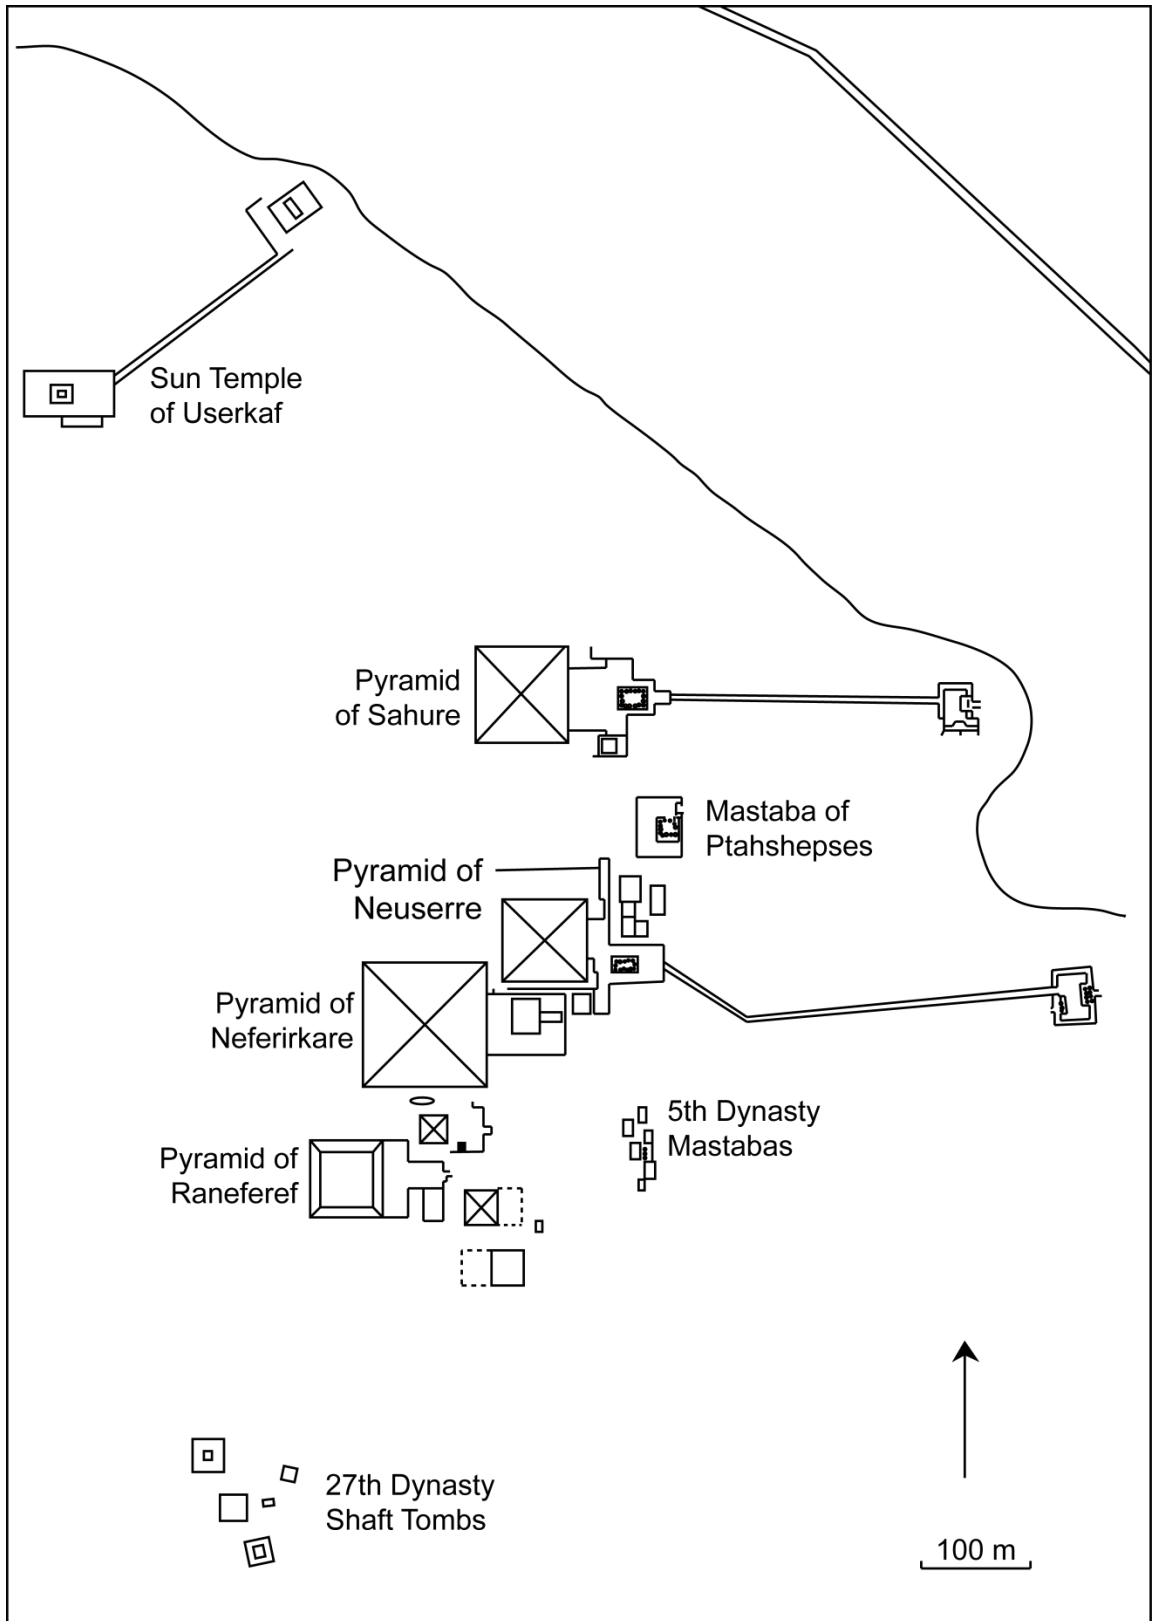 Sun Temple
of Userkaf
Pyramid
of Sahure
Mastaba of
Ptahshepses
Pyramid of
Neuserre
Pyramid of
Neferirkare
5th Dynasty
Mastabas
Pyramid of
Raneferef
27th Dynasty
Shaft Tombs
100 m